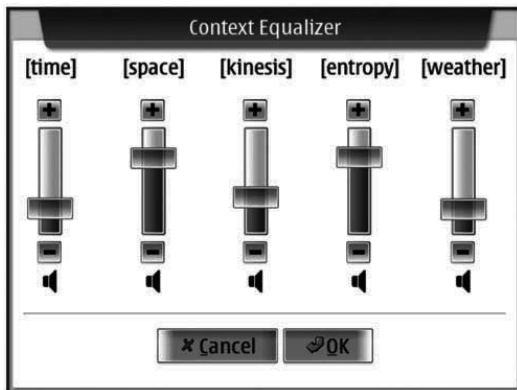 Context Equalizer
[time] [space] [kinesis] [entropy] [weather]
Cancel OK